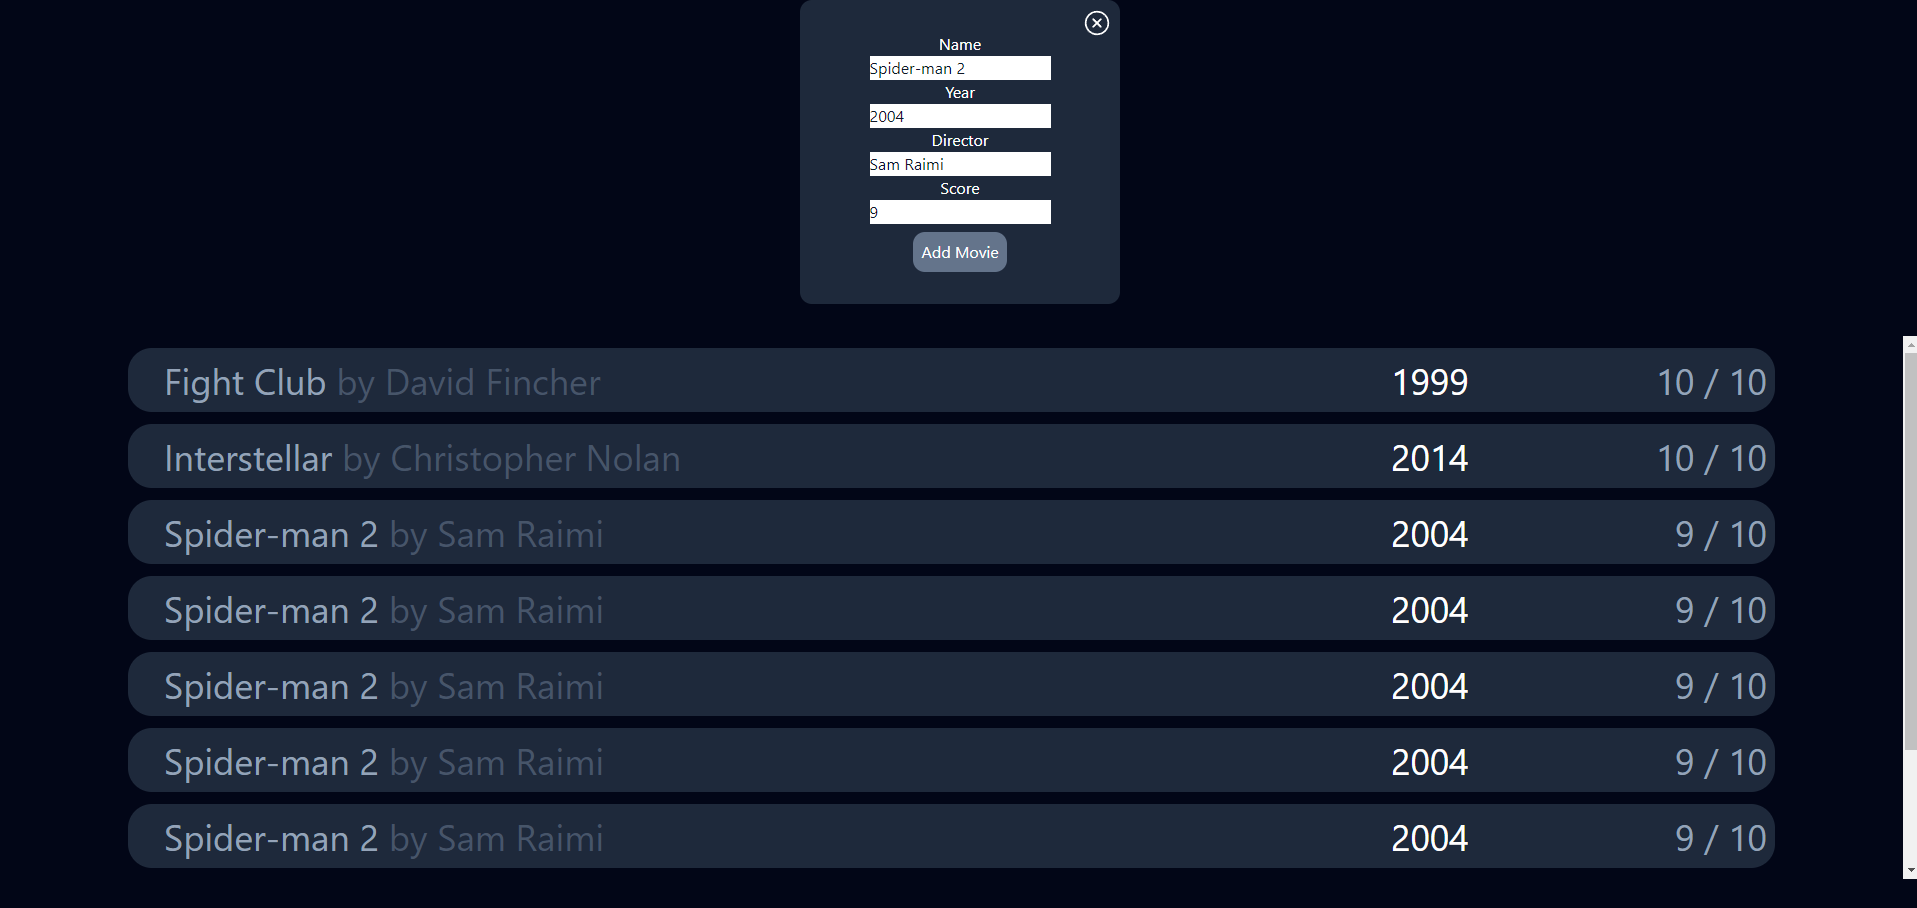 Name
Spider-man 2
Year
2004
Director
Sam Raimi
Score
9
Add Movie
Fight Club by David Fincher 1999 10 / 10
Interstellar by Christopher Nolan 2014 10 / 10
Spider-man 2 by Sam Raimi 2004 9 / 10
Spider-man 2 by Sam Raimi 2004 9 / 10
Spider-man 2 by Sam Raimi 2004 9 / 10
Spider-man 2 by Sam Raimi 2004 9 / 10
Spider-man 2 by Sam Raimi 2004 9 / 10